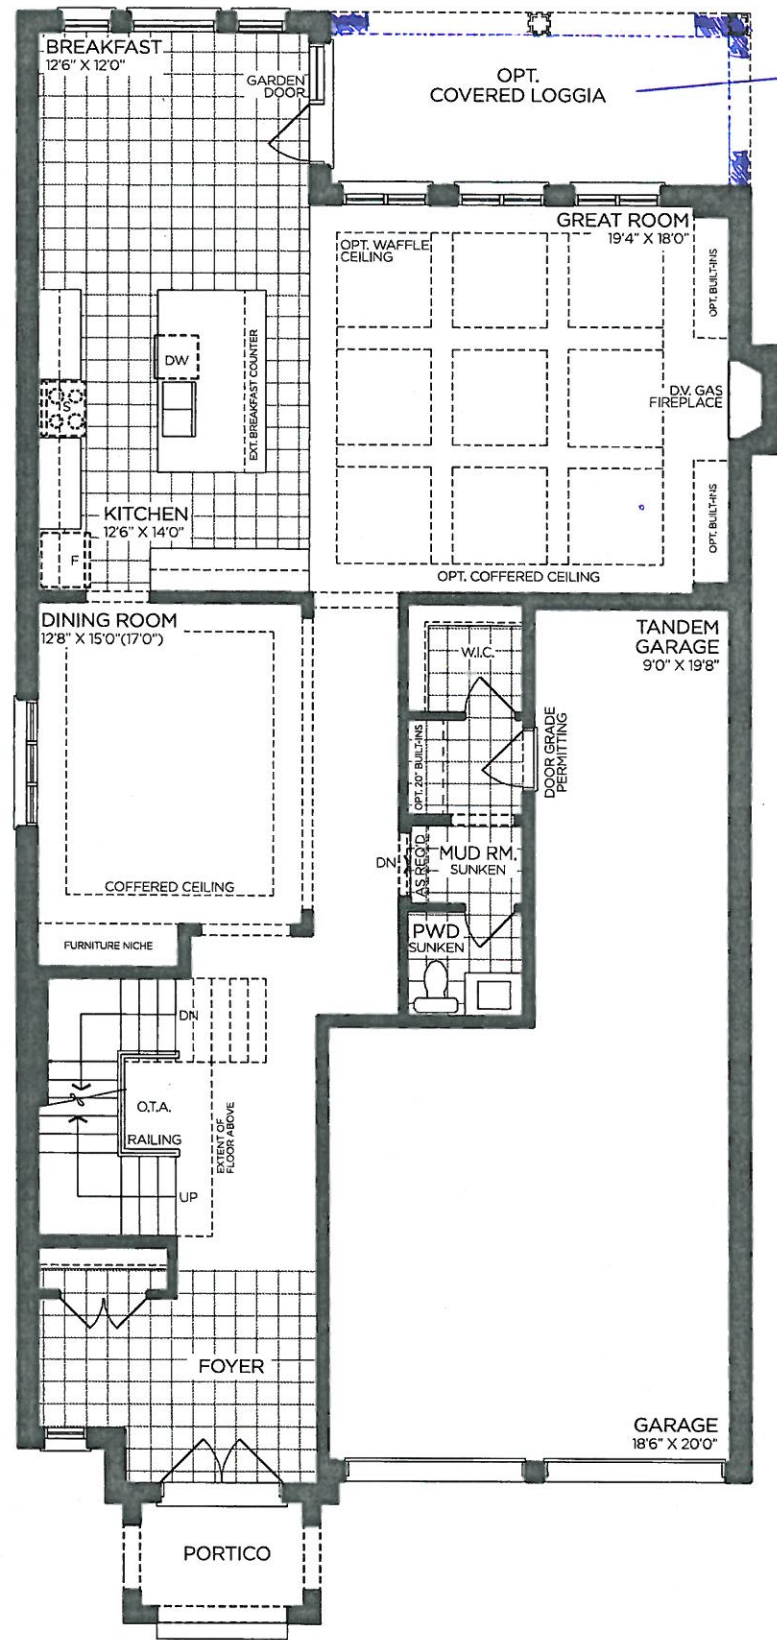 BREAKFAST
12'6" X 12'0"
GARDEN
DOOR
OPT.
COVERED LOGGIA
GREAT ROOM
19'4" X 18'0"
OPT. WAFFLE
CEILING
OPT. BUILT-INS
DW
EXT. BREAKFAST COUNTER
S
D.V. GAS
FIREPLACE
KITCHEN
12'6" X 14'0"
OPT. BUILT-INS
F
OPT. COFFERED CEILING
DINING ROOM
12'8" X 15'0"(17'0")
W.I.C.
TANDEM
GARAGE
9'0" X 19'8"
OPT. 20" BUILT-INS
DOOR GRADE
PERMITTING
DN
AS REQ'D
MUD RM.
SUNKEN
COFFERED CEILING
FURNITURE NICHE
PWD
SUNKEN
DN
O.T.A.
RAILING
EXTENT OF
FLOOR ABOVE
UP
FOYER
GARAGE
18'6" X 20'0"
PORTICO